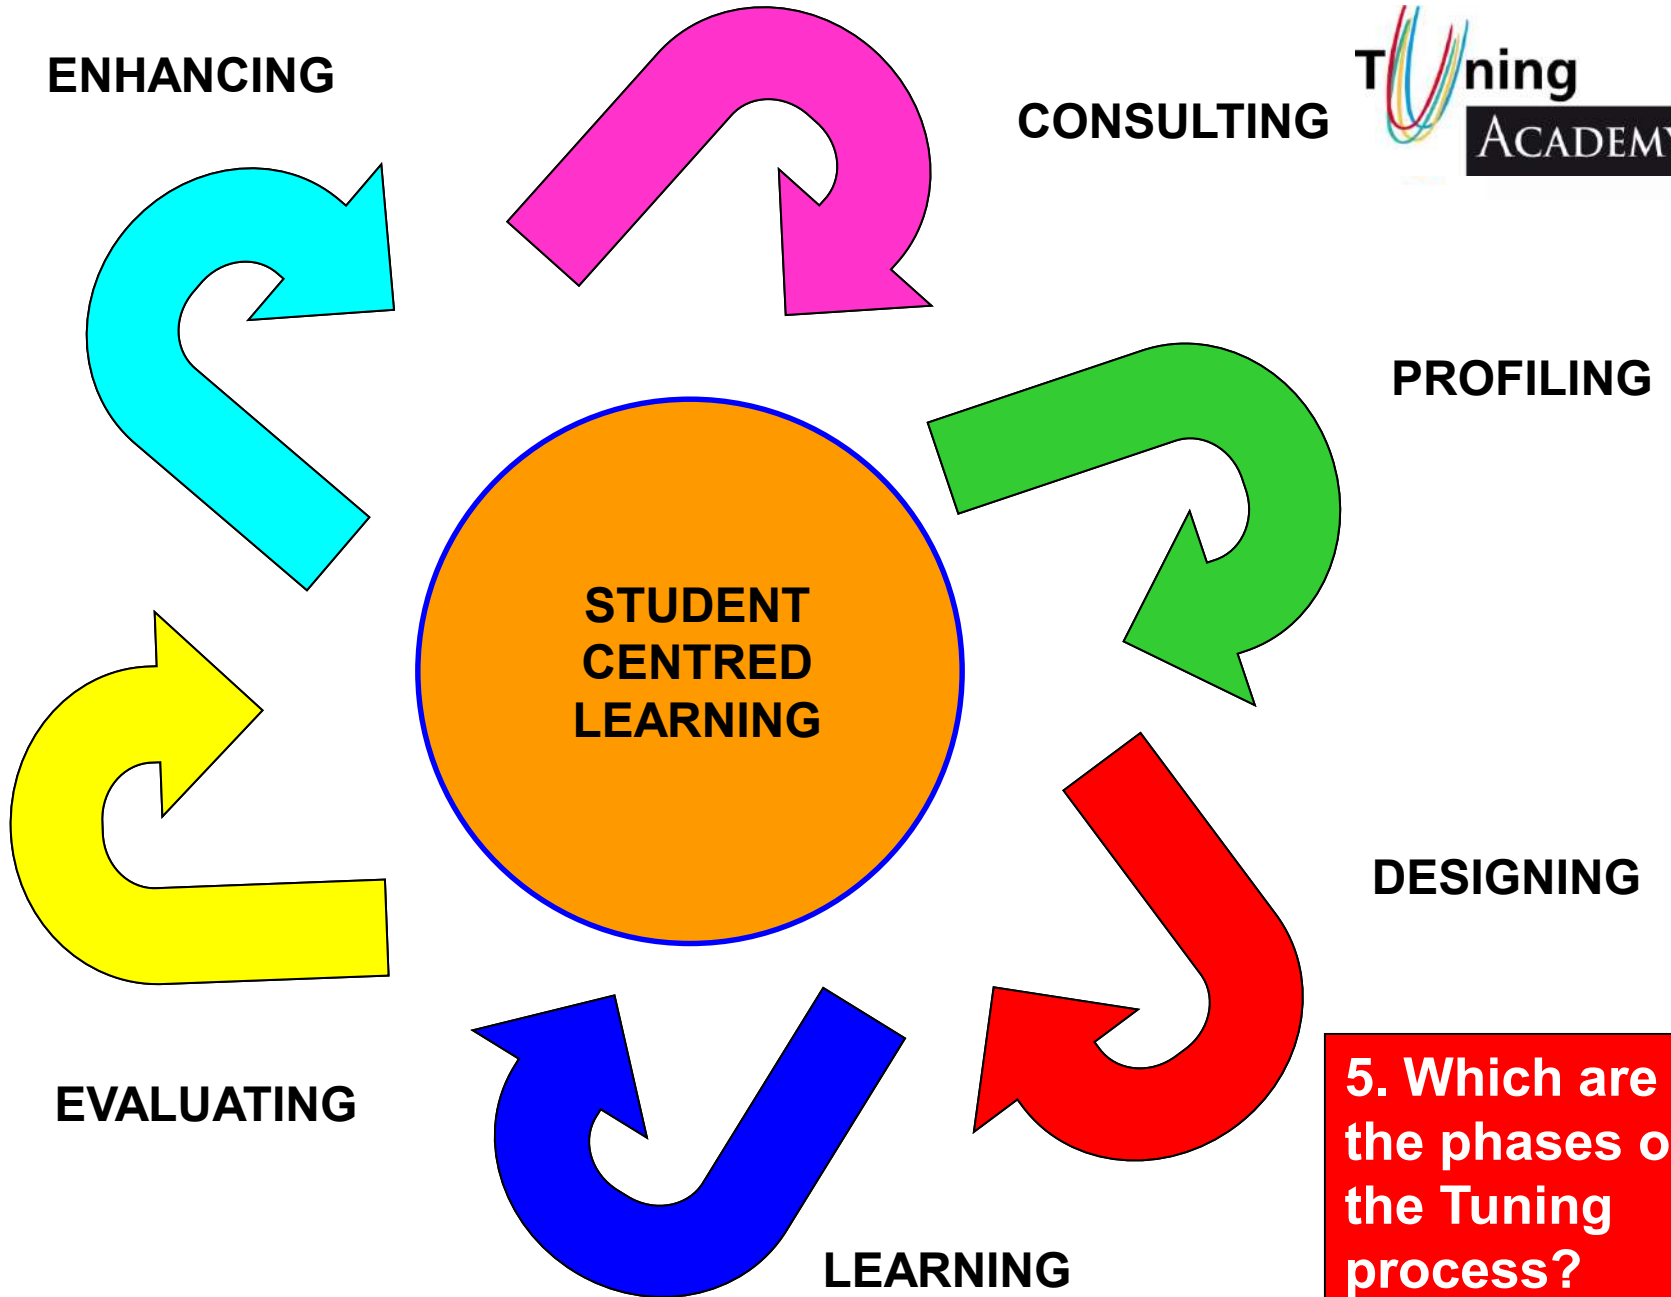 ENHANCING
CONSULTING
TUning
ACADEMY
PROFILING
STUDENT
CENTRED
LEARNING
DESIGNING
EVALUATING
LEARNING
5. Which are
the phases o
the Tuning
process?